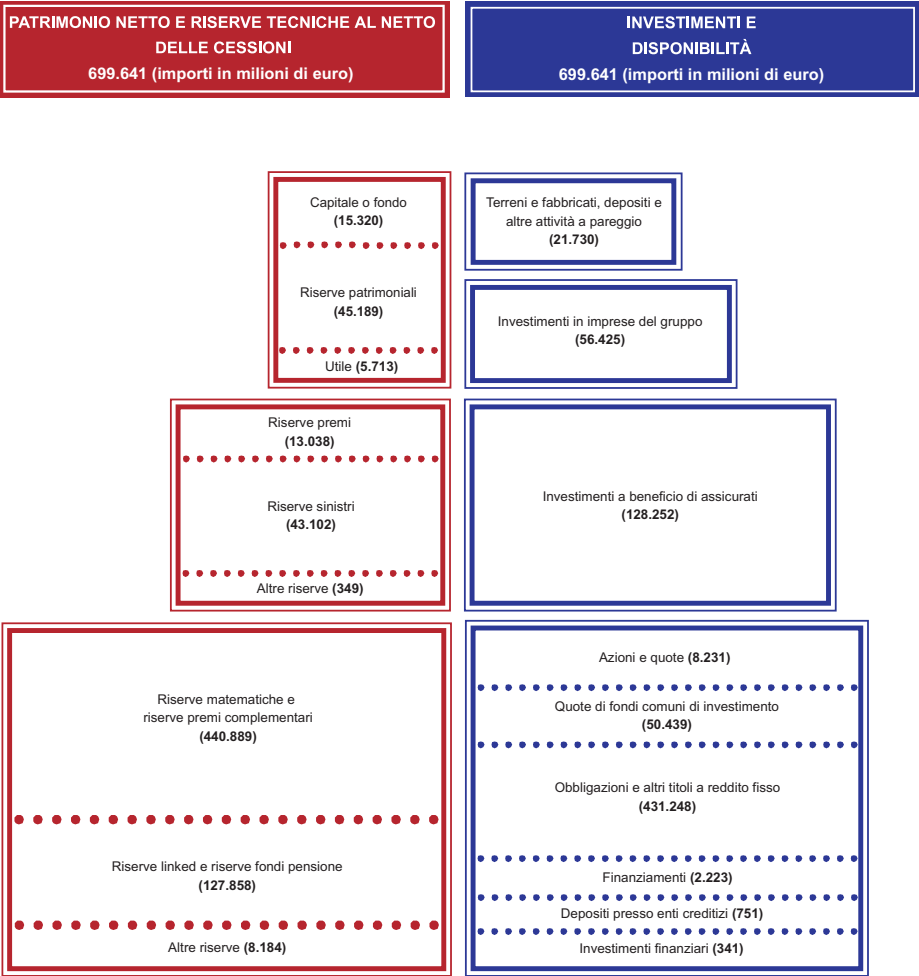 PATRIMONIO NETTO E RISERVE TECNICHE AL NETTO
DELLE CESSIONI
699.641 (importi in milioni di euro)
INVESTIMENTI E
DISPONIBILITÀ
699.641 (importi in milioni di euro)
Capitale o fondo
(15.320)
Riserve patrimoniali
(45.189)
Utile (5.713)
Terreni e fabbricati, depositi e
altre attività a pareggio
(21.730)
Investimenti in imprese del gruppo
(56.425)
Riserve premi
(13.038)
Riserve sinistri
(43.102)
Altre riserve (349)
Investimenti a beneficio di assicurati
(128.252)
Riserve matematiche e
riserve premi complementari
(440.889)
Riserve linked e riserve fondi pensione
(127.858)
Altre riserve (8.184)
Azioni e quote (8.231)
Quote di fondi comuni di investimento
(50.439)
Obbligazioni e altri titoli a reddito fisso
(431.248)
Finanziamenti (2.223)
Depositi presso enti creditizi (751)
Investimenti finanziari (341)